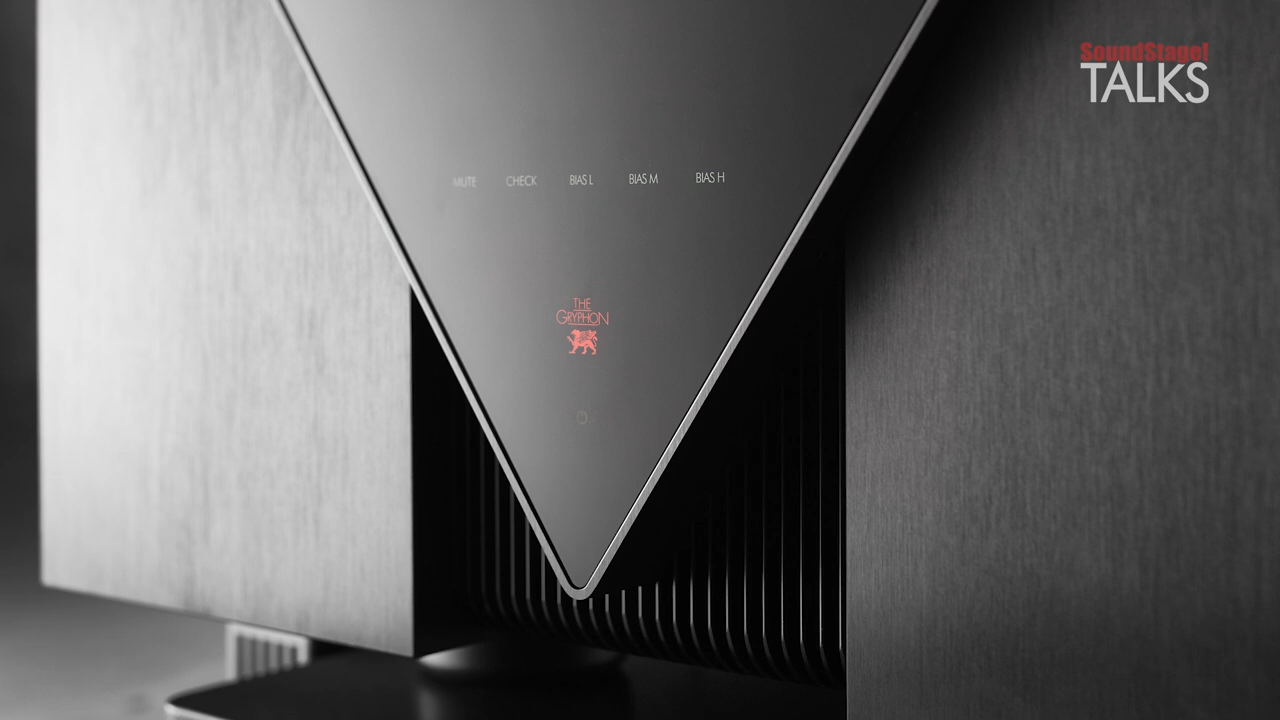 SoundStage!
TALKS
MUTE CHECK BIAS L BIAS M BIAS H
THE
GRYPHON